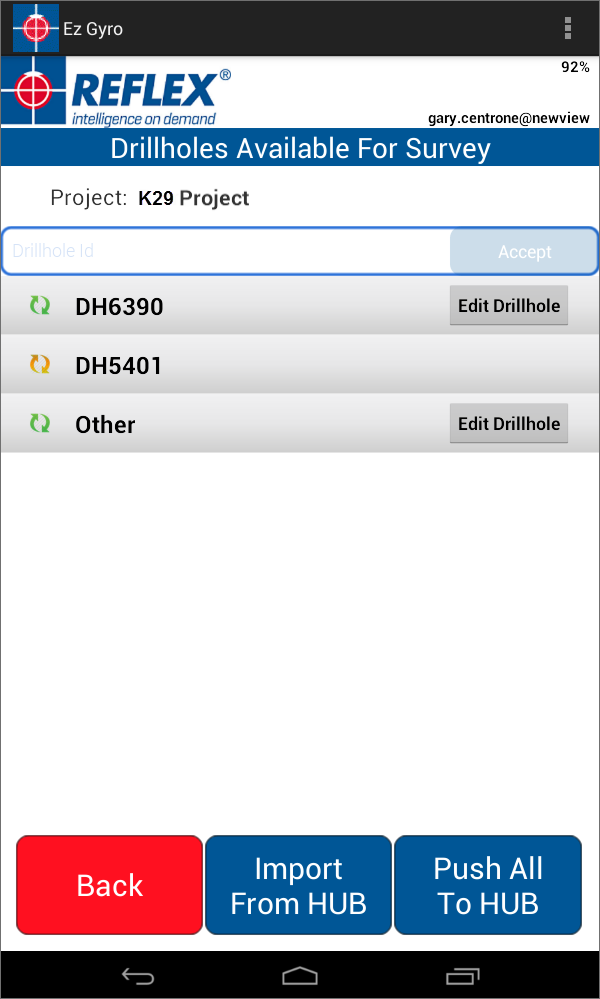 Ez Gyro
92%
REFLEX®
intelligence on demand
gary.centrone@newview
Drillholes Available For Survey
Project: K29 Project
Drillhole Id
Accept
DH6390
Edit Drillhole
DH5401
Other
Edit Drillhole
Back
Import
From HUB
Push All
To HUB